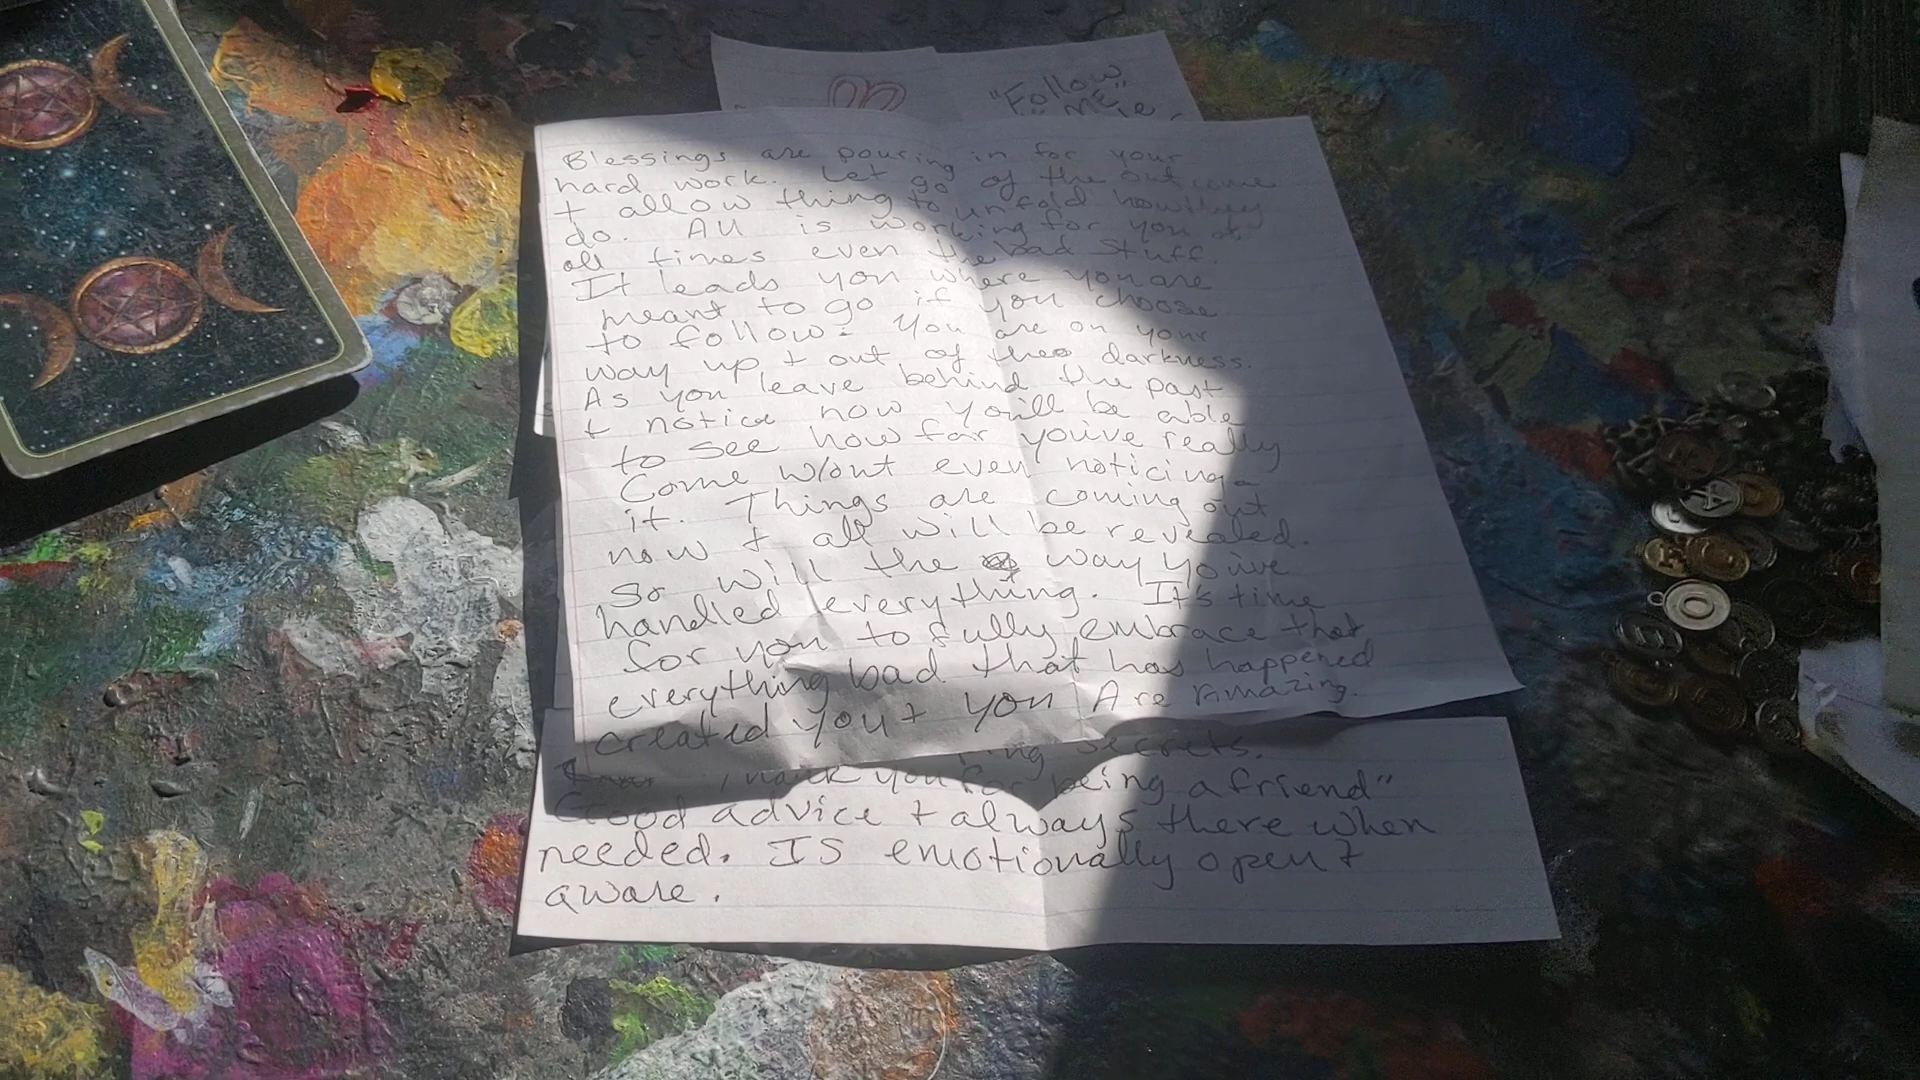 "Follow
ME"
Blessings are pouring in for your
hard work. Let go of the outcome
+ allow thing to unfold how they
do. All is working for you at
all times even the bad stuff.
It leads you where you are
meant to go if you choose
to follow. You are on your
way up + out of the darkness.
As you leave behind the past
+ notice now you'll be able
to see how far you've really
Come w/out even noticing
it. Things are coming out
now + all will be revealed.
So will the way you've
handled everything. It's time
for you to fully embrace that
everything bad that has happened
created you + you Are Amazing.
secrets.
Thank you for being a friend"
Good advice + always there when
needed. IS emotionally open +
aware.